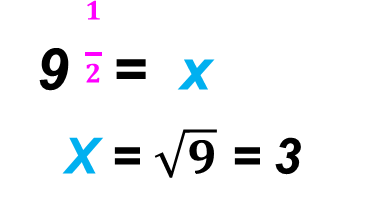 9^(1/2) = x
X = √9 = 3